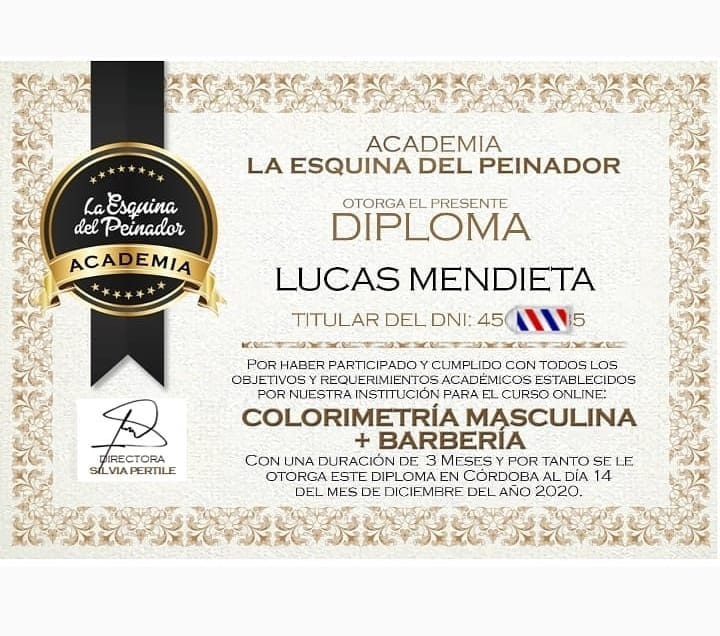 ACADEMIA
LA ESQUINA DEL PEINADOR
OTORGA EL PRESENTE
DIPLOMA
LUCAS MENDIETA
TITULAR DEL DNI: 45 5
POR HABER PARTICIPADO Y CUMPLIDO CON TODOS LOS
OBJETIVOS Y REQUERIMIENTOS ACADÉMICOS ESTABLECIDOS
POR NUESTRA INSTITUCIÓN PARA EL CURSO ONLINE:
COLORIMETRÍA MASCULINA
+ BARBERÍA
CON UNA DURACIÓN DE 3 MESES Y POR TANTO SE LE
OTORGA ESTE DIPLOMA EN CÓRDOBA AL DÍA 14
DEL MES DE DICIEMBRE DEL AÑO 2020.
La Esquina
del Peinador
ACADEMIA
DIRECTORA
SILVIA PERTILE